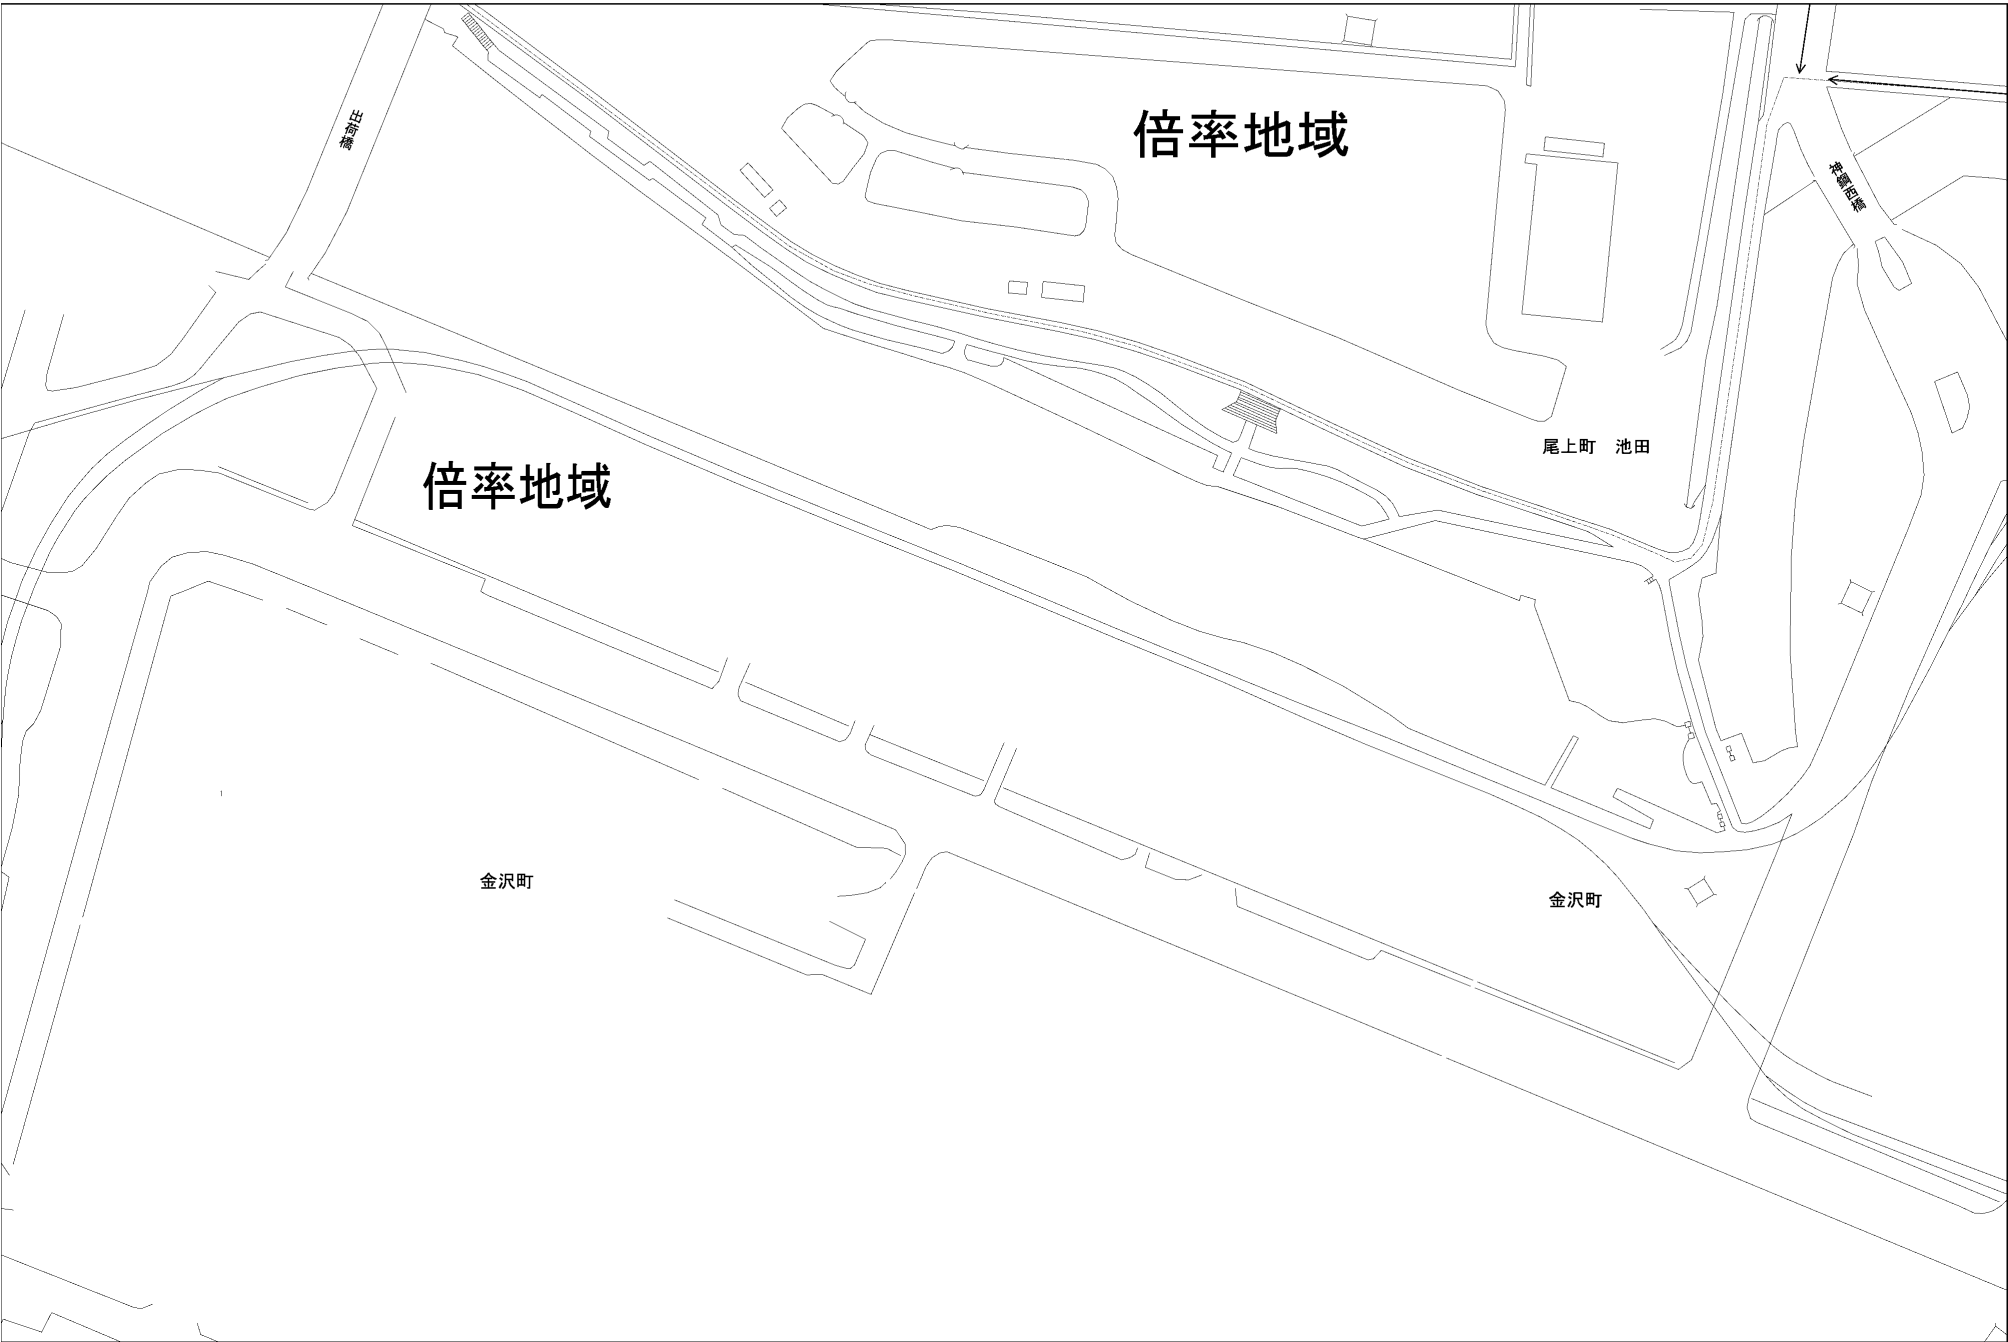 出荷橋
倍率地域
神鋼西橋
尾上町　池田
倍率地域
金沢町
金沢町